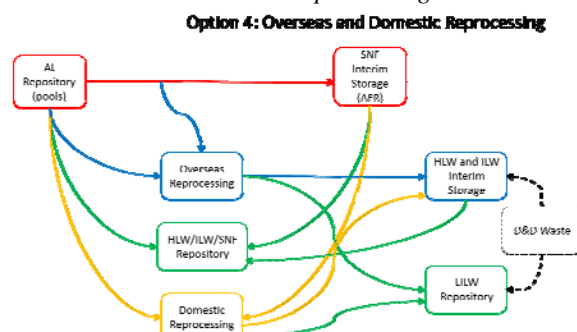 Option 4: Overseas and Domestic Reprocessing
AL
Repository
(pools)
SNF
Interim
Storage
(AFR)
Overseas
Reprocessing
HLW and ILW
Interim
Storage
HLW/ILW/SNF
Repository
D&D Waste
LILW
Repository
Domestic
Reprocessing